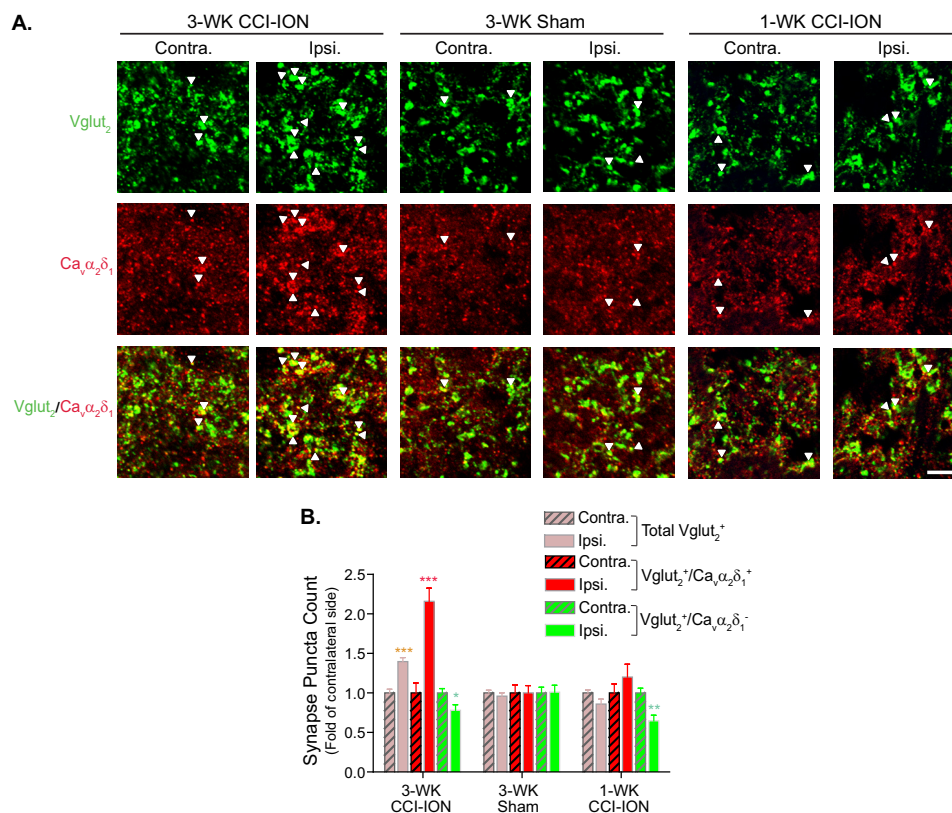 A.
3-WK CCI-ION 3-WK Sham 1-WK CCI-ION
Contra. Ipsi. Contra. Ipsi. Contra. Ipsi.
Vglut₂
Caᵥα₂δ₁
Vglut₂/Caᵥα₂δ₁
B.
Contra.
Ipsi.
Total Vglut₂⁺
Contra.
Ipsi.
Vglut₂⁺/Caᵥα₂δ₁⁺
Contra.
Ipsi.
Vglut₂⁺/Caᵥα₂δ₁⁻
Synapse Puncta Count
(Fold of contralateral side)
2.5
2.0
1.5
1.0
0.5
0.0
***
***
*
**
3-WK
CCI-ION
3-WK
Sham
1-WK
CCI-ION